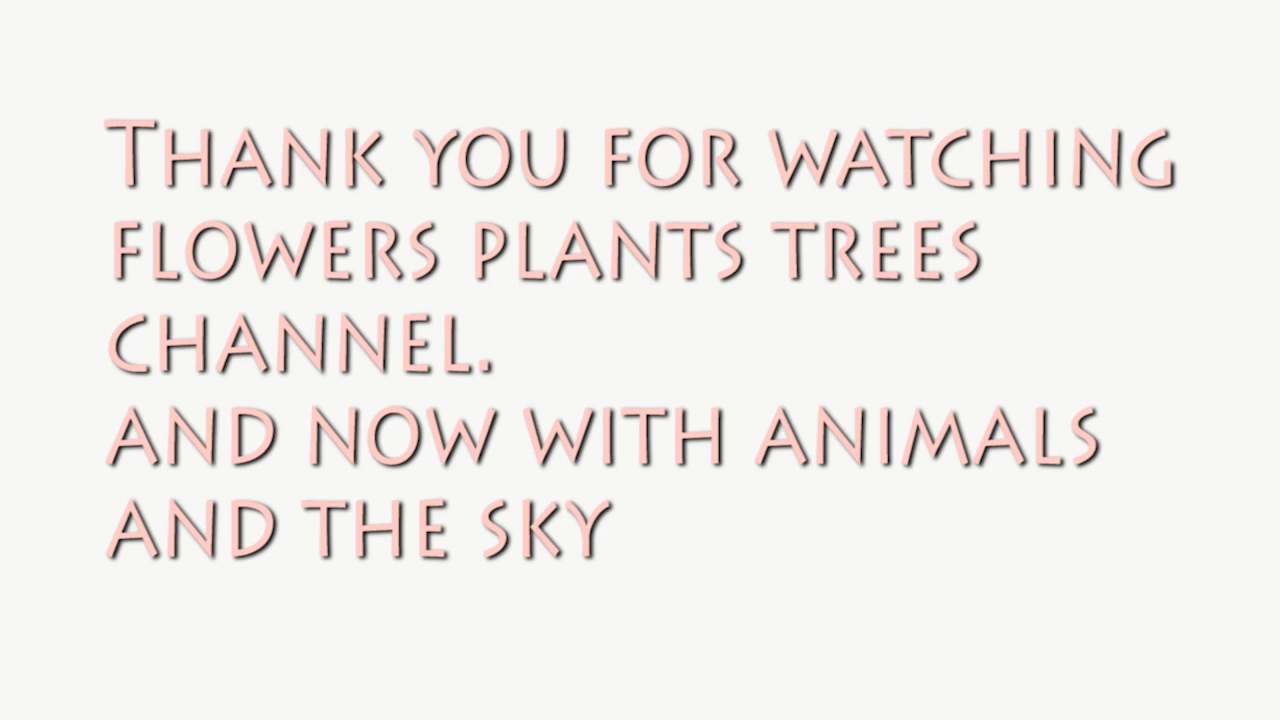 Thank you for watching
flowers plants trees
channel.
and now with animals
and the sky